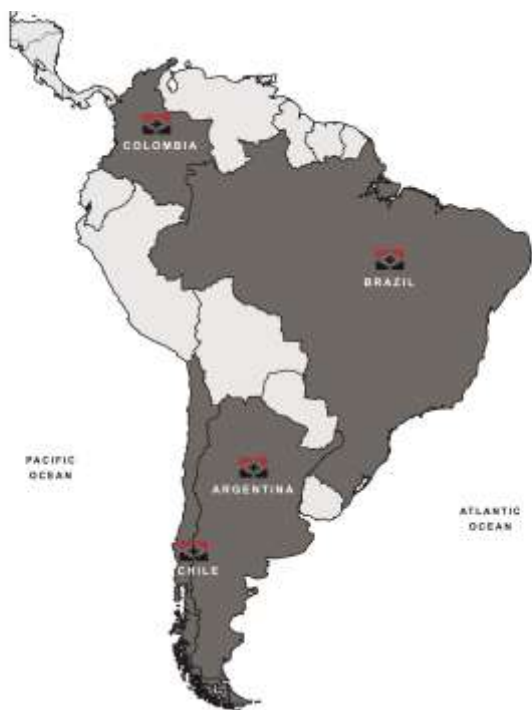 COLOMBIA
BRAZIL
PACIFIC
OCEAN
ARGENTINA
ATLANTIC
OCEAN
CHILE